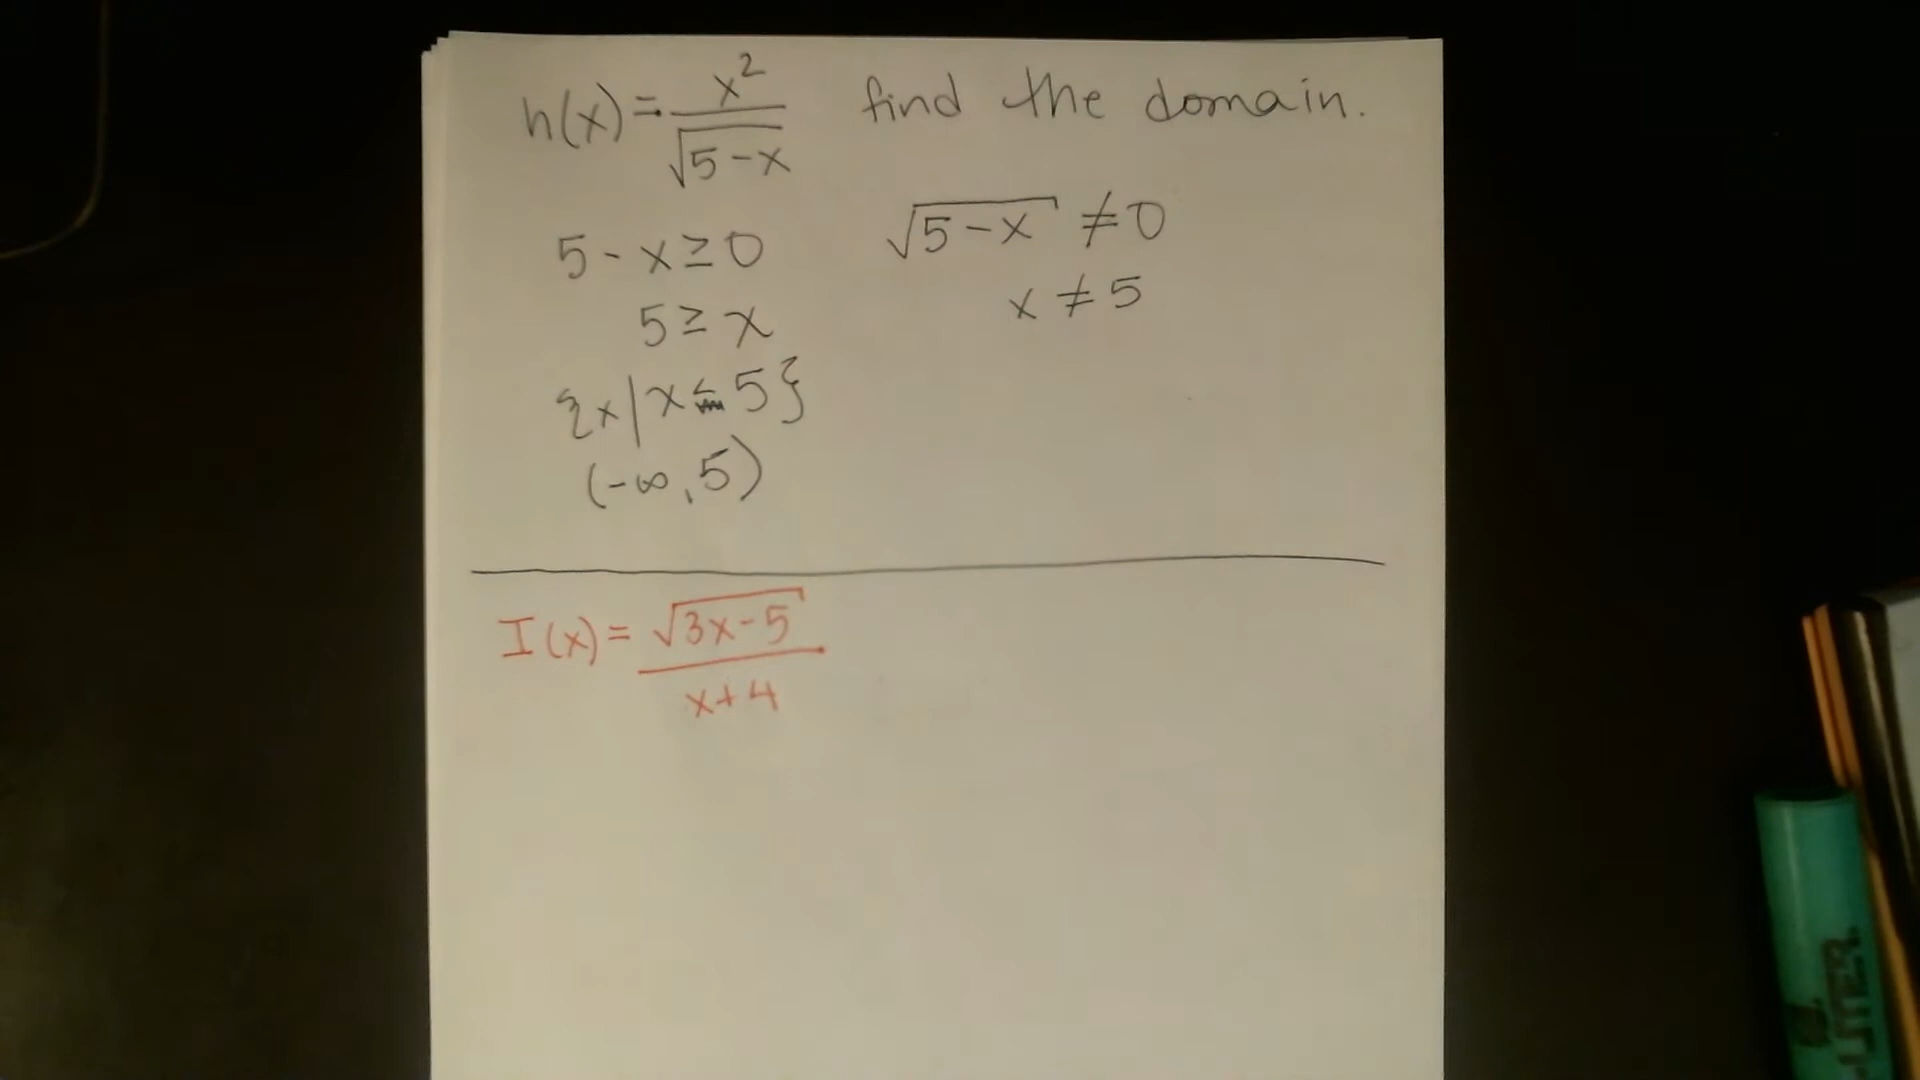 h(x) = x²/√(5-x) find the domain.
5 - x ≥ 0
√(5-x) ≠ 0
5 ≥ x
x ≠ 5
{x | x < 5}
(-∞, 5)
I(x) = √(3x-5)/(x+4)